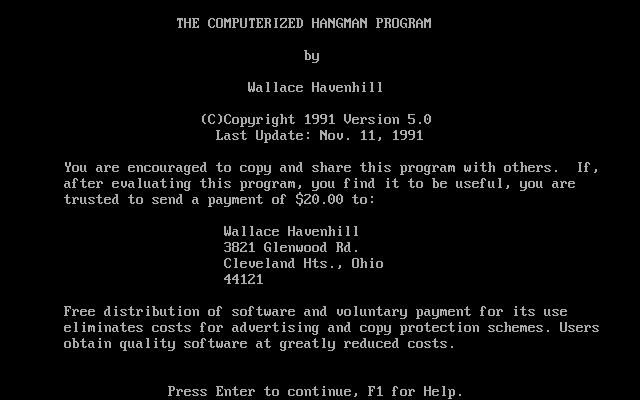 THE COMPUTERIZED HANGMAN PROGRAM
by
Wallace Havenhill
(C)Copyright 1991 Version 5.0
Last Update: Nov. 11, 1991
You are encouraged to copy and share this program with others.  If,
after evaluating this program, you find it to be useful, you are
trusted to send a payment of $20.00 to:
Wallace Havenhill
3821 Glenwood Rd.
Cleveland Hts., Ohio
44121
Free distribution of software and voluntary payment for its use
eliminates costs for advertising and copy protection schemes. Users
obtain quality software at greatly reduced costs.
Press Enter to continue, F1 for Help.